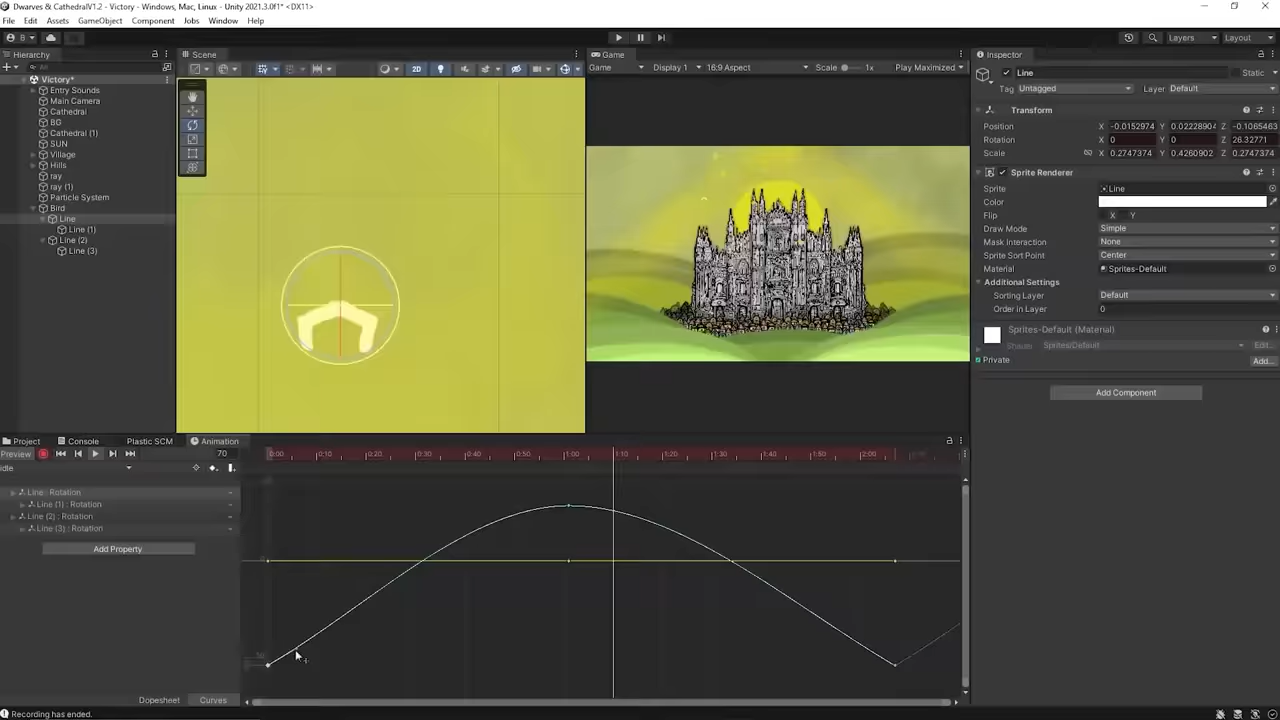 Dwarves & CathedralV1.2 - Victory - Windows, Mac, Linux - Unity 2021.3.0f1* <DX11>
File Edit Assets GameObject Component Jobs Window Help
B
Layers Layout
Hierarchy
All
Victory*
Entry Sounds
Main Camera
Cathedral
BG
Cathedral (1)
SUN
Village
Hills
ray
ray (1)
Particle System
Bird
Line
Line (1)
Line (2)
Line (3)
Scene
2D
Game
Game Display 1 16:9 Aspect Scale 1x Play Maximized
Inspector
Line Static
Tag Untagged Layer Default
Transform
Position X -0.0152974 Y 0.02228904 Z -0.1065463
Rotation X 0 Y 0 Z 26.32771
Scale X 0.2747374 Y 0.4260902 Z 0.2747374
Sprite Renderer
Sprite Line
Color
Flip X Y
Draw Mode Simple
Mask Interaction None
Sprite Sort Point Center
Material Sprites-Default
Additional Settings
Sorting Layer Default
Order in Layer 0
Sprites-Default (Material)
Shader Sprites/Default Edit...
Private Add...
Add Component
Project Console Plastic SCM Animation
Preview 70
0:00 0:10 0:20 0:30 0:40 0:50 1:00 1:10 1:20 1:30 1:40 1:50 2:00
Idle
Line : Rotation
Line (1) : Rotation
Line (2) : Rotation
Line (3) : Rotation
Add Property
Dopesheet Curves
Recording has ended.